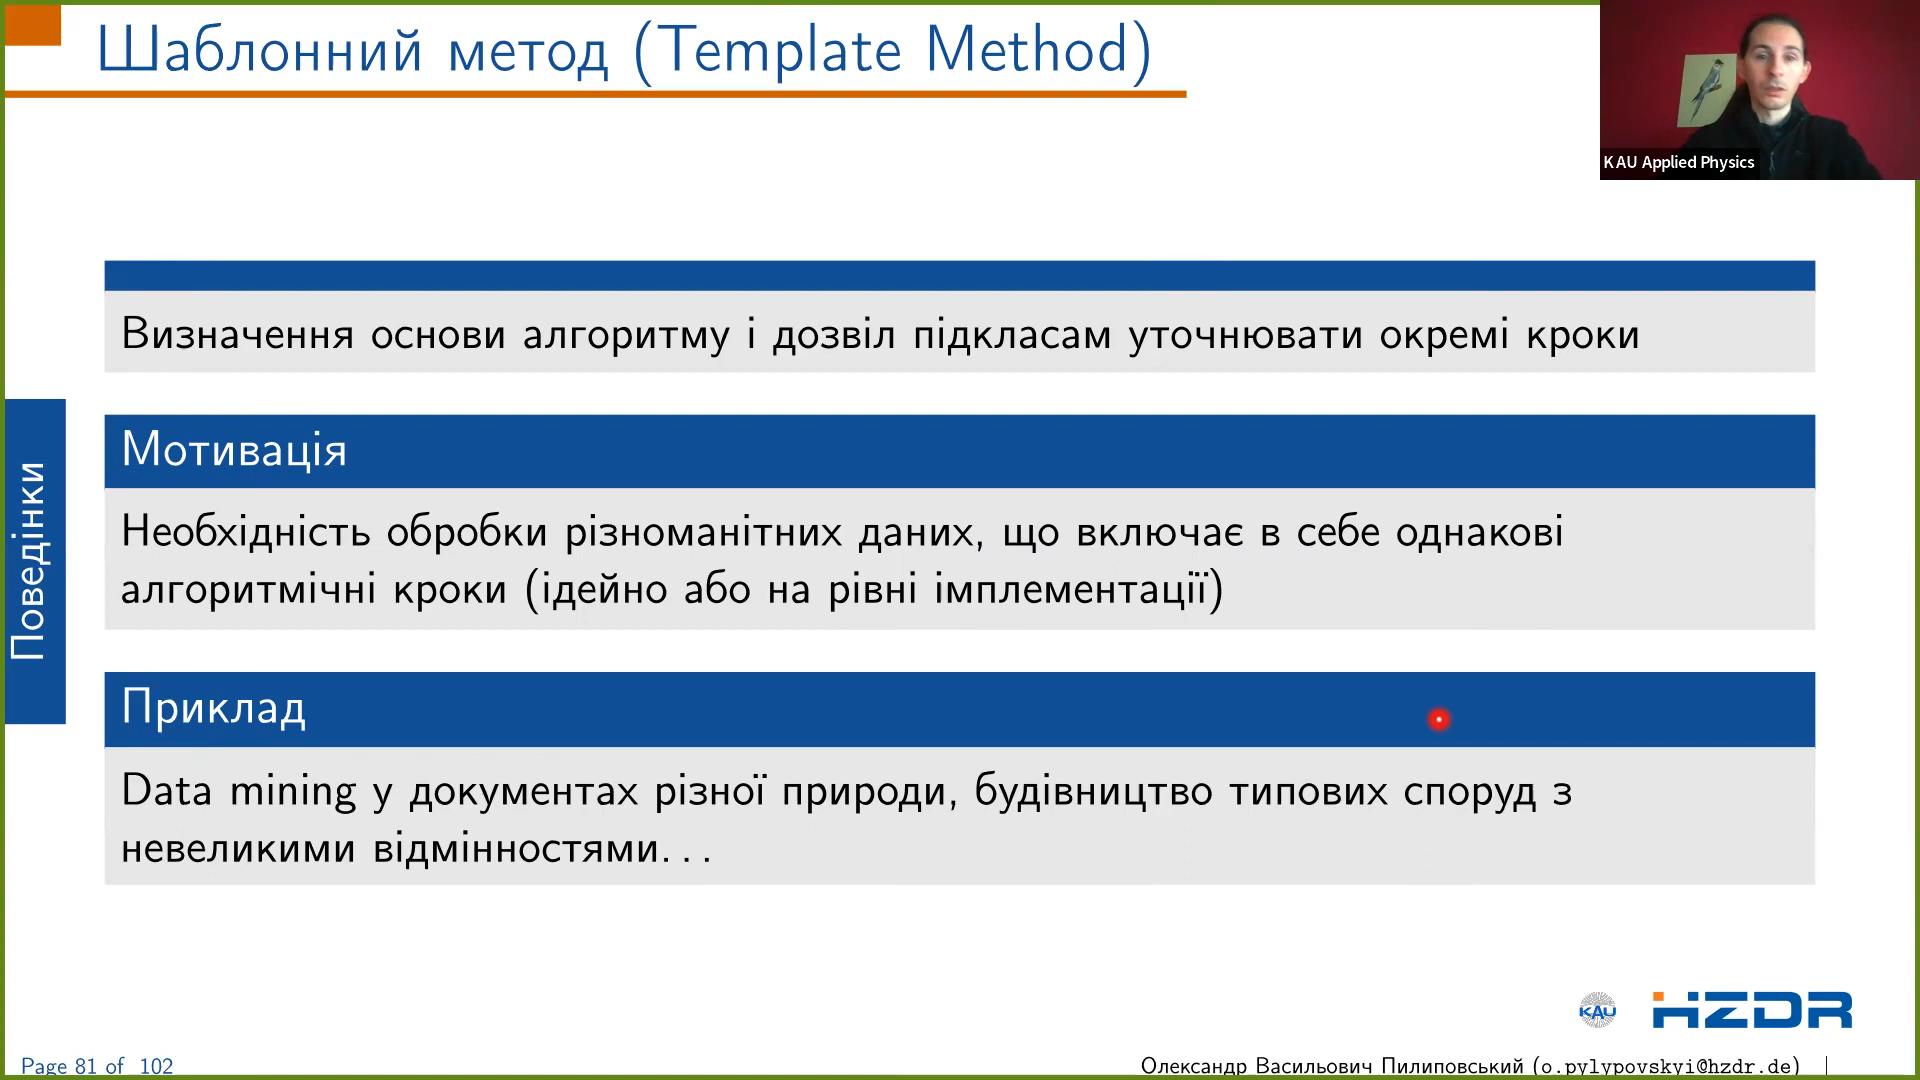 Шаблонний метод (Template Method)
KAU Applied Physics
Визначення основи алгоритму і дозвіл підкласам уточнювати окремі кроки
Поведінки
Мотивація
Необхідність обробки різноманітних даних, що включає в себе однакові
алгоритмічні кроки (ідейно або на рівні імплементації)
Приклад
Data mining у документах різної природи, будівництво типових споруд з
невеликими відмінностями...
KAU
HZDR
Page 81 of 102
Олександр Васильович Пилиповський (o.pylypovskyi@hzdr.de)